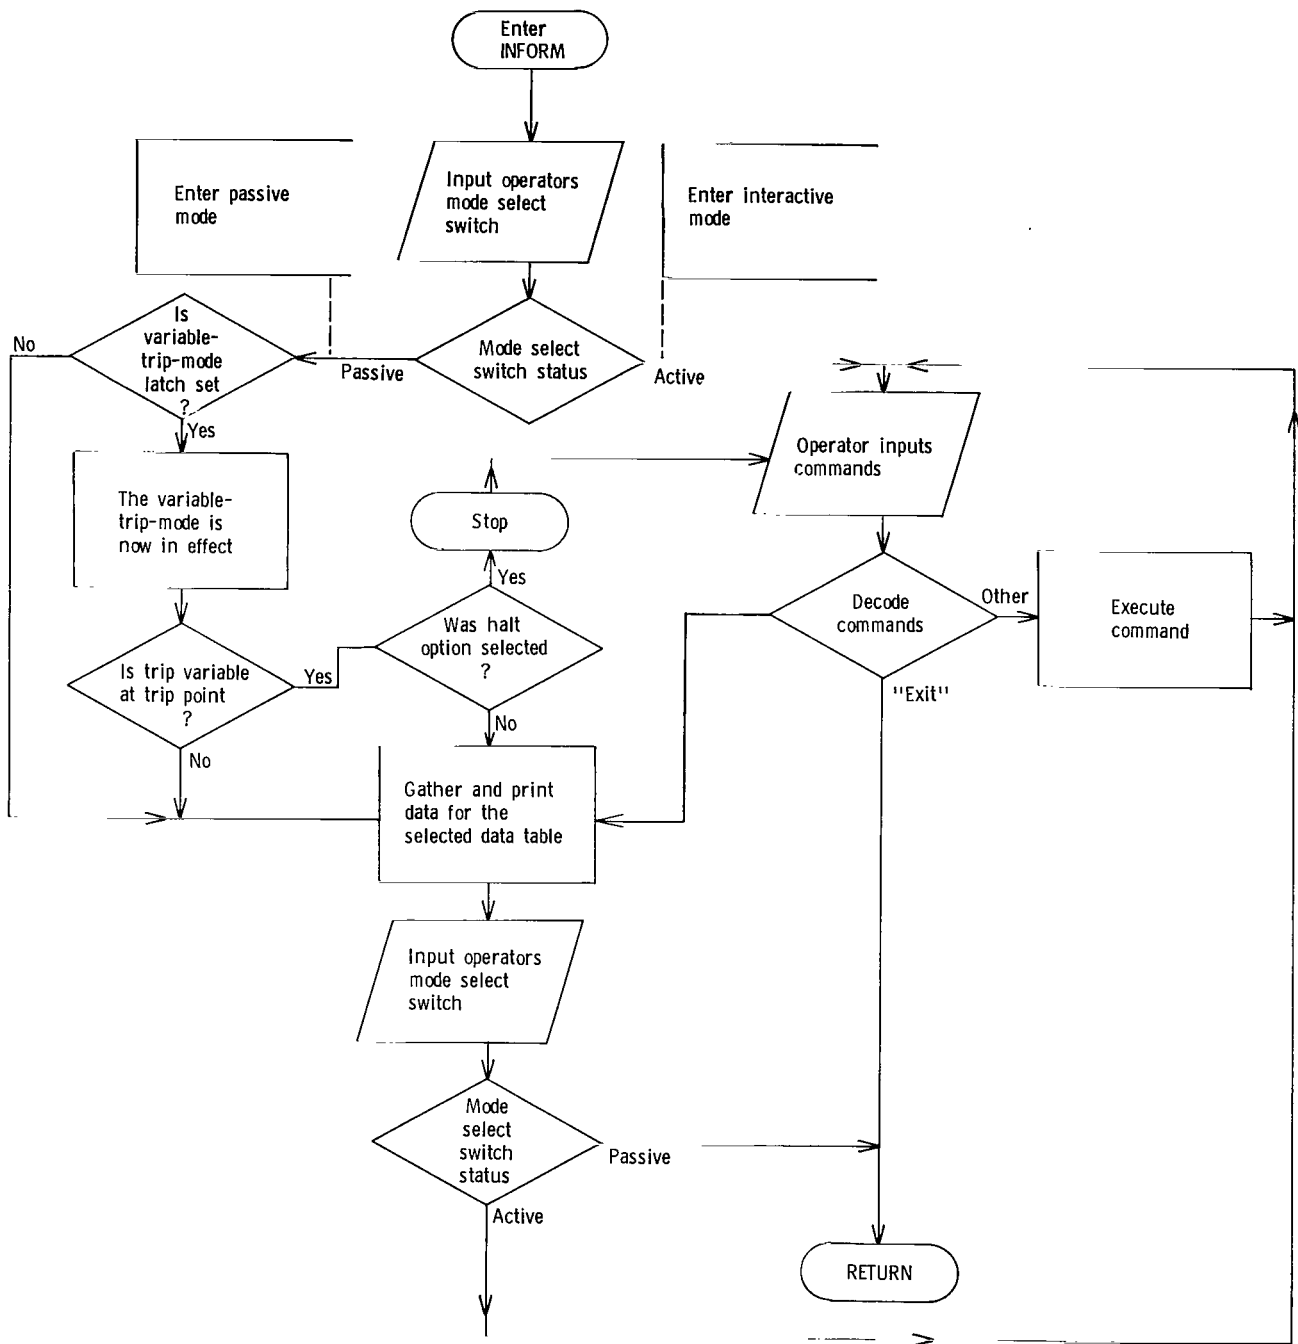 Enter
INFORM
Enter passive
mode
Input operators
mode select
switch
Enter interactive
mode
No
Is
variable-
trip-mode
latch set
?
Passive
Mode select
switch status
Active
Yes
Operator inputs
commands
The variable-
trip-mode is
now in effect
Stop
Yes
Was halt
option selected
?
Decode
commands
Other
Execute
command
Is trip variable
at trip point
?
Yes
"Exit"
No
No
Gather and print
data for the
selected data table
Input operators
mode select
switch
Mode
select
switch
status
Passive
Active
RETURN